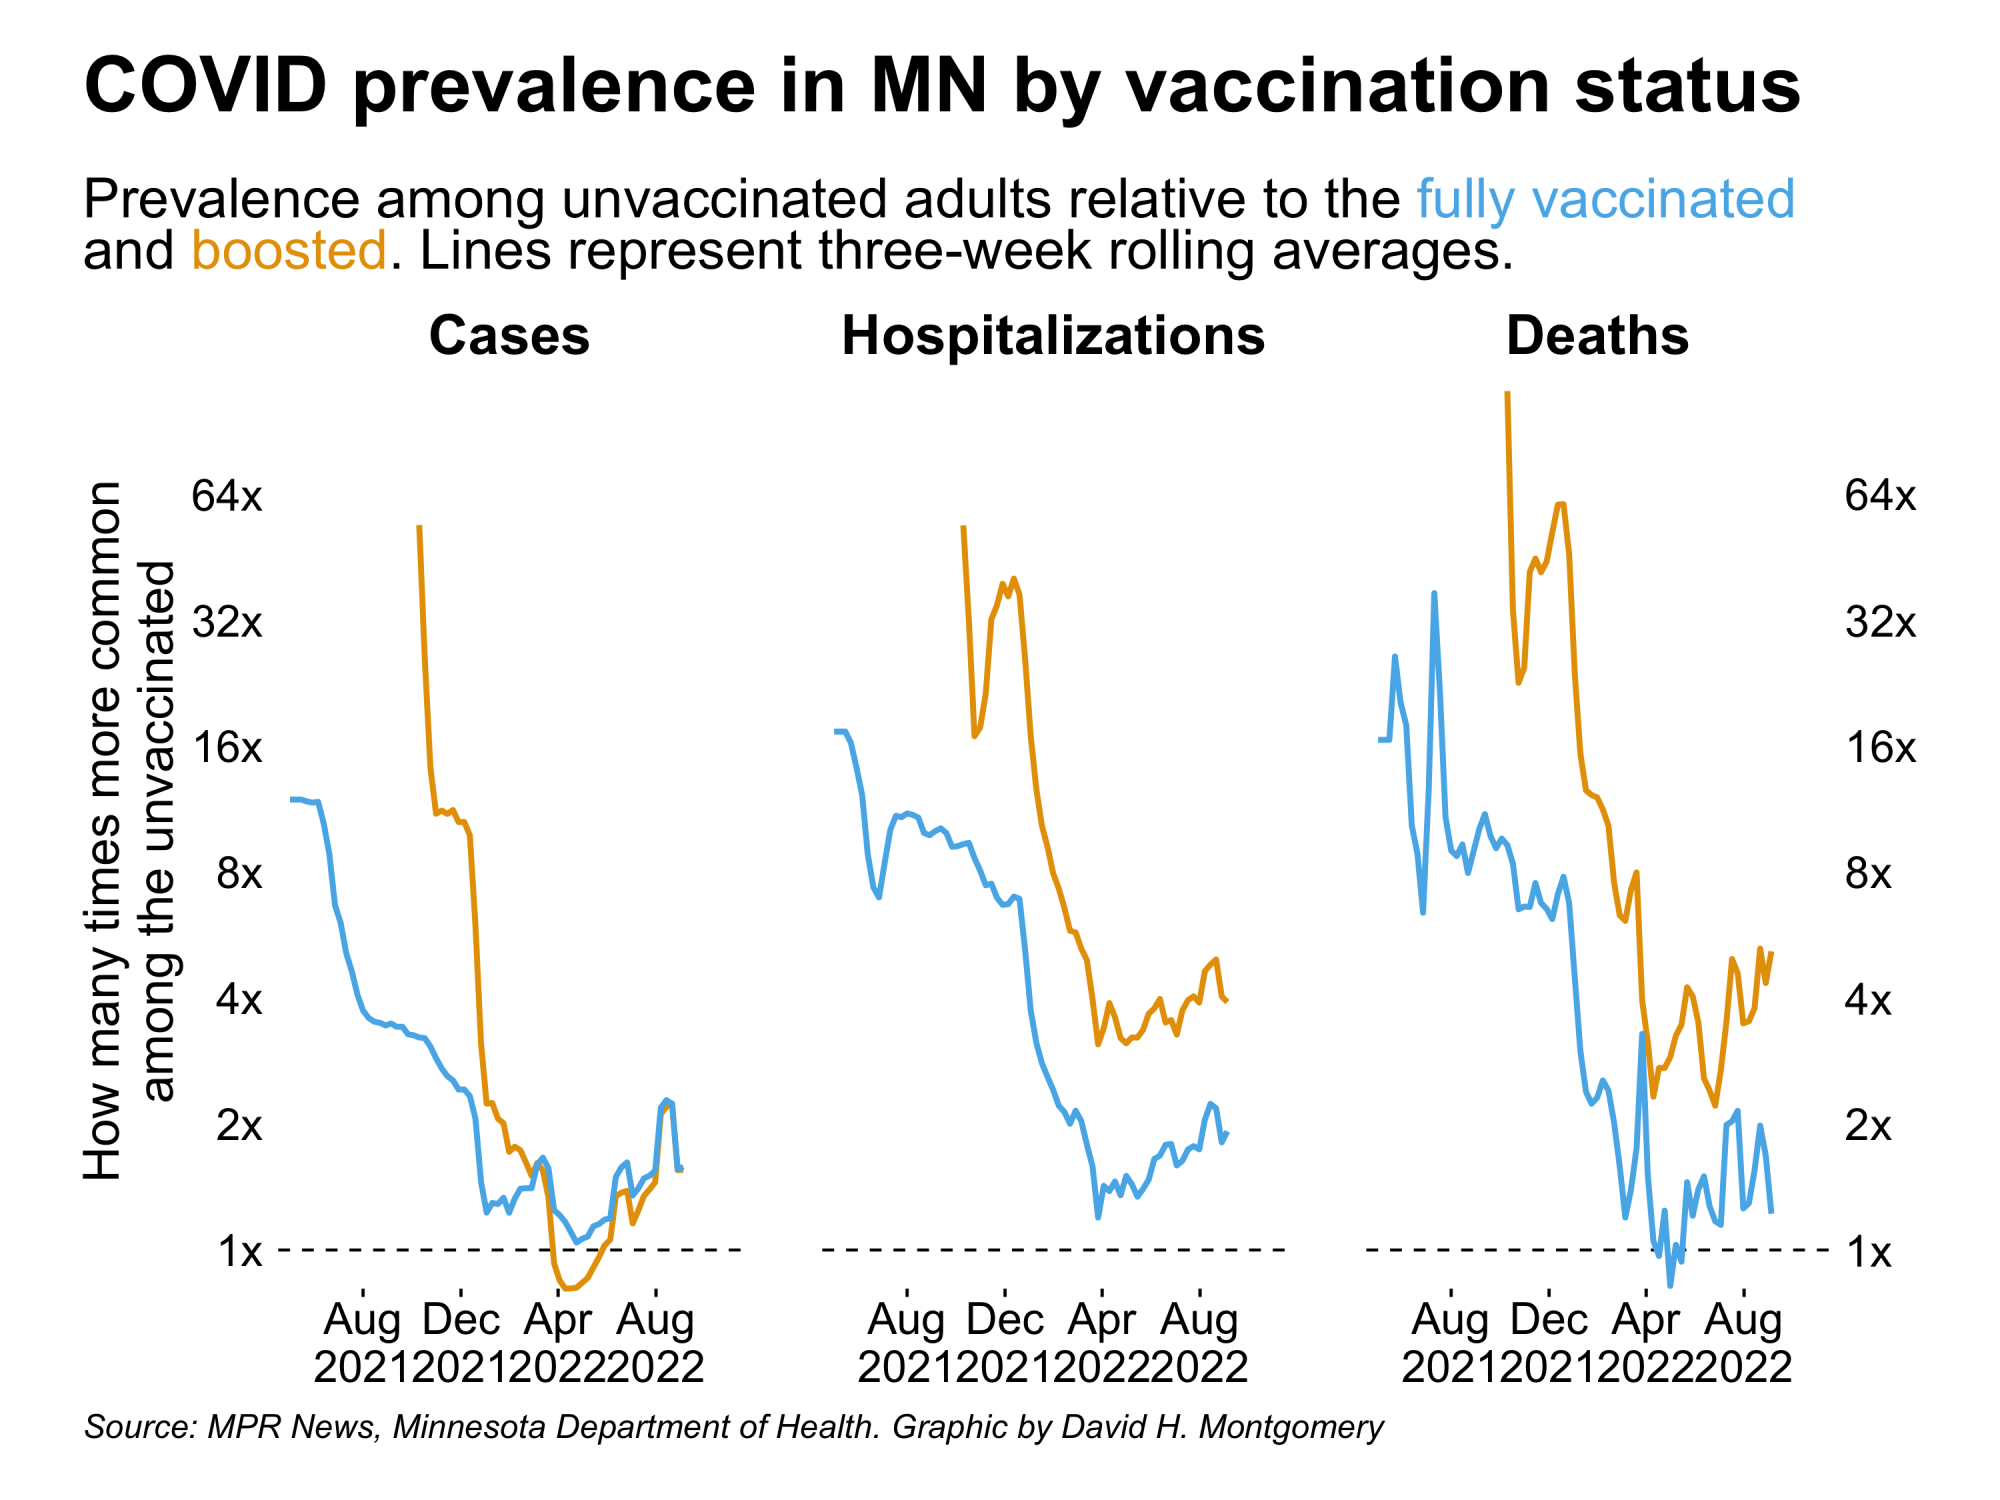 COVID prevalence in MN by vaccination status
Prevalence among unvaccinated adults relative to the fully vaccinated
and boosted. Lines represent three-week rolling averages.
Cases
Hospitalizations
Deaths
How many times more common
among the unvaccinated
64x
32x
16x
8x
4x
2x
1x
64x
32x
16x
8x
4x
2x
1x
Aug Dec Apr Aug
2021 2021 2022 2022
Aug Dec Apr Aug
2021 2021 2022 2022
Aug Dec Apr Aug
2021 2021 2022 2022
Source: MPR News, Minnesota Department of Health. Graphic by David H. Montgomery